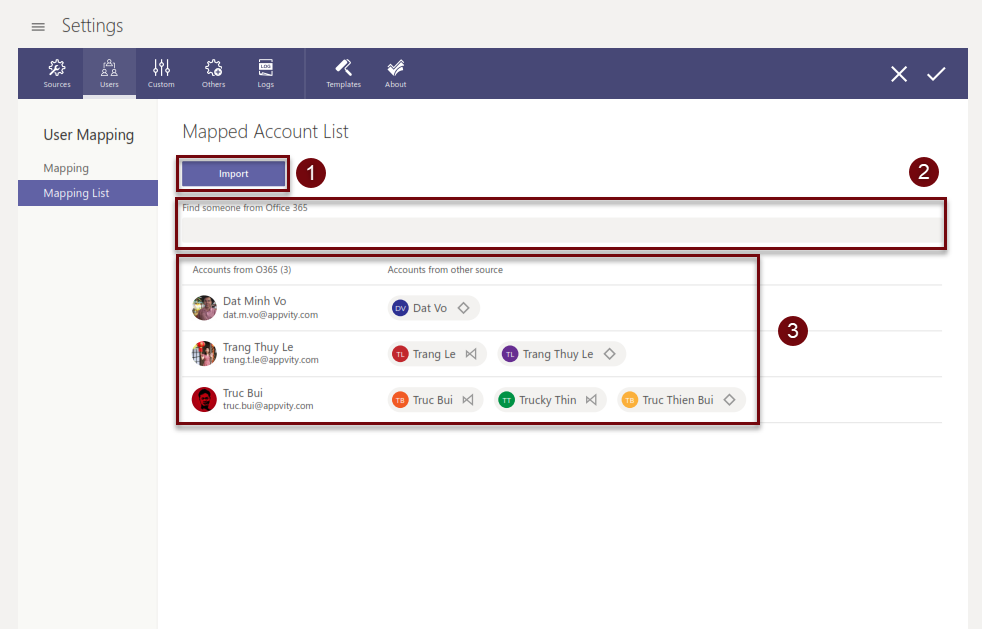 Settings
Sources Users Custom Others LOG Logs Templates About
User Mapping
Mapping
Mapping List
Mapped Account List
Import 1
2
Find someone from Office 365
Accounts from O365 (3) Accounts from other source
Dat Minh Vo
dat.m.vo@appvity.com
DV Dat Vo
3
Trang Thuy Le
trang.t.le@appvity.com
TL Trang Le TL Trang Thuy Le
Truc Bui
truc.bui@appvity.com
TB Truc Bui TT Trucky Thin TB Truc Thien Bui